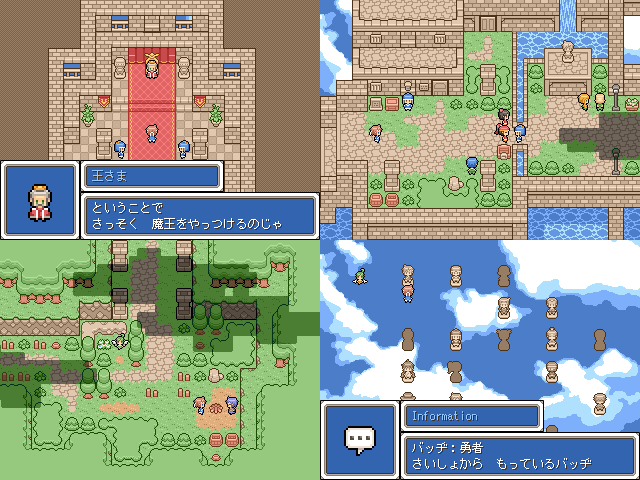 王さま
ということで
さっそく　魔王をやっつけるのじゃ
Information
バッヂ：勇者
さいしょから　もっているバッヂ